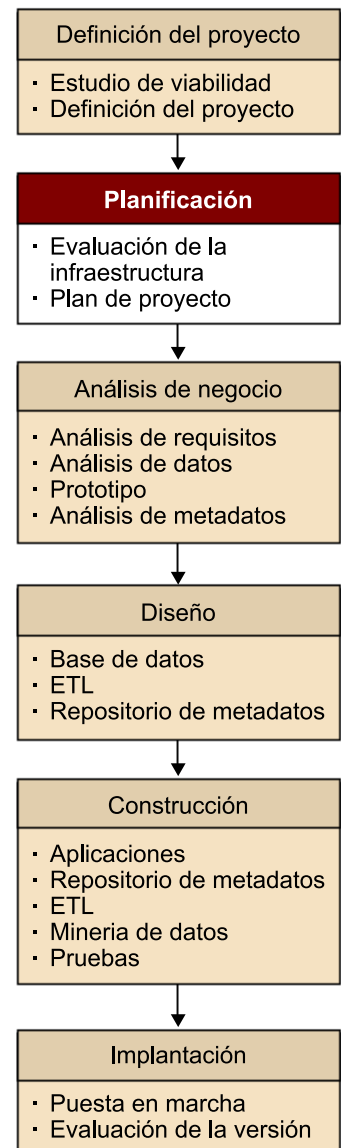 Definición del proyecto
· Estudio de viabilidad
· Definición del proyecto
Planificación
· Evaluación de la
infraestructura
· Plan de proyecto
Análisis de negocio
· Análisis de requisitos
· Análisis de datos
· Prototipo
· Análisis de metadatos
Diseño
· Base de datos
· ETL
· Repositorio de metadatos
Construcción
· Aplicaciones
· Repositorio de metadatos
· ETL
· Mineria de datos
· Pruebas
Implantación
· Puesta en marcha
· Evaluación de la versión